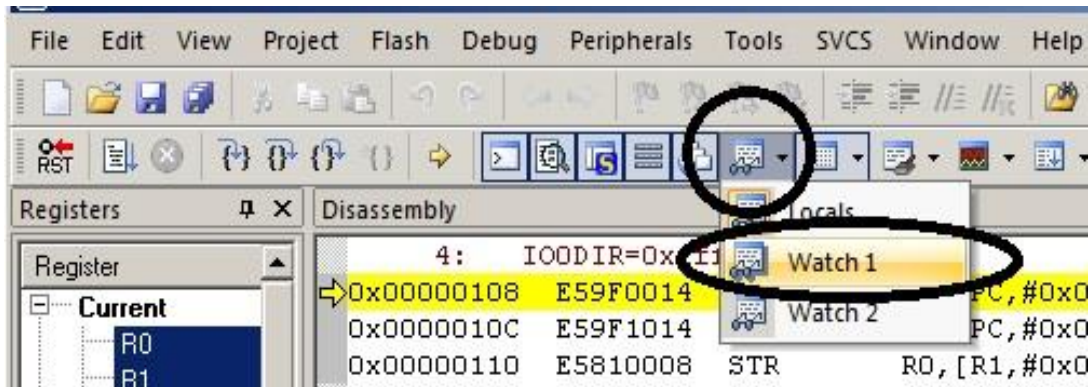 File Edit View Project Flash Debug Peripherals Tools SVCS Window Help
RST
Registers
Disassembly
Locals
Watch 1
Watch 2
Register
Current
R0
R1
4:
0x00000108 E59F0014 PC,#0x0
0x0000010C E59F1014 PC,#0x0
0x00000110 E5810008 STR R0,[R1,#0x0